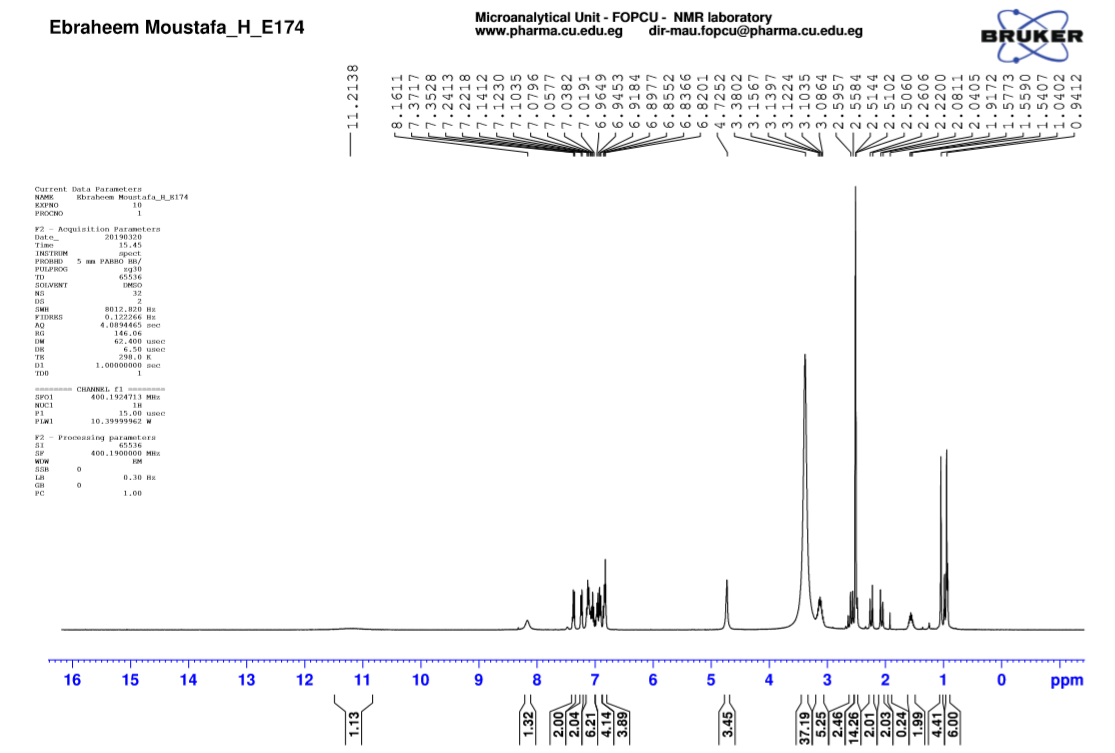 Ebraheem Moustafa_H_E174
Microanalytical Unit - FOPCU - NMR laboratory
www.pharma.cu.edu.eg dir-mau.fopcu@pharma.cu.edu.eg
BRUKER
11.2138
8.1611
7.3717
7.3528
7.2413
7.2218
7.1412
7.1230
7.1035
7.0796
7.0577
7.0382
7.0191
6.9649
6.9453
6.9184
6.8977
6.8552
6.8366
6.8201
4.7252
3.3802
3.1567
3.1397
3.1224
3.1035
3.0864
2.5957
2.5584
2.5144
2.5102
2.5060
2.2606
2.2200
2.0811
2.0405
1.9172
1.5773
1.5590
1.5407
1.0402
0.9412
Current Data Parameters
NAME Ebraheem Moustafa_H_E174
EXPNO 10
PROCNO 1
F2 - Acquisition Parameters
Date_ 20190320
Time 15.45
INSTRUM spect
PROBHD 5 mm PABBO BB/
PULPROG zg30
TD 65536
SOLVENT DMSO
NS 32
DS 2
SWH 8012.820 Hz
FIDRES 0.122266 Hz
AQ 4.0894465 sec
RG 146.06
DW 62.400 usec
DE 6.50 usec
TE 298.0 K
D1 1.00000000 sec
TD0 1
======== CHANNEL f1 ========
SFO1 400.1924713 MHz
NUC1 1H
P1 15.00 usec
PLW1 10.39999962 W
F2 - Processing parameters
SI 65536
SF 400.1900000 MHz
WDW EM
SSB 0
LB 0.30 Hz
GB 0
PC 1.00
16 15 14 13 12 11 10 9 8 7 6 5 4 3 2 1 0 ppm
1.13
1.32
2.00
2.04
6.21
4.14
3.89
3.45
37.19
5.25
2.46
14.26
2.01
2.03
0.24
1.99
4.41
6.00